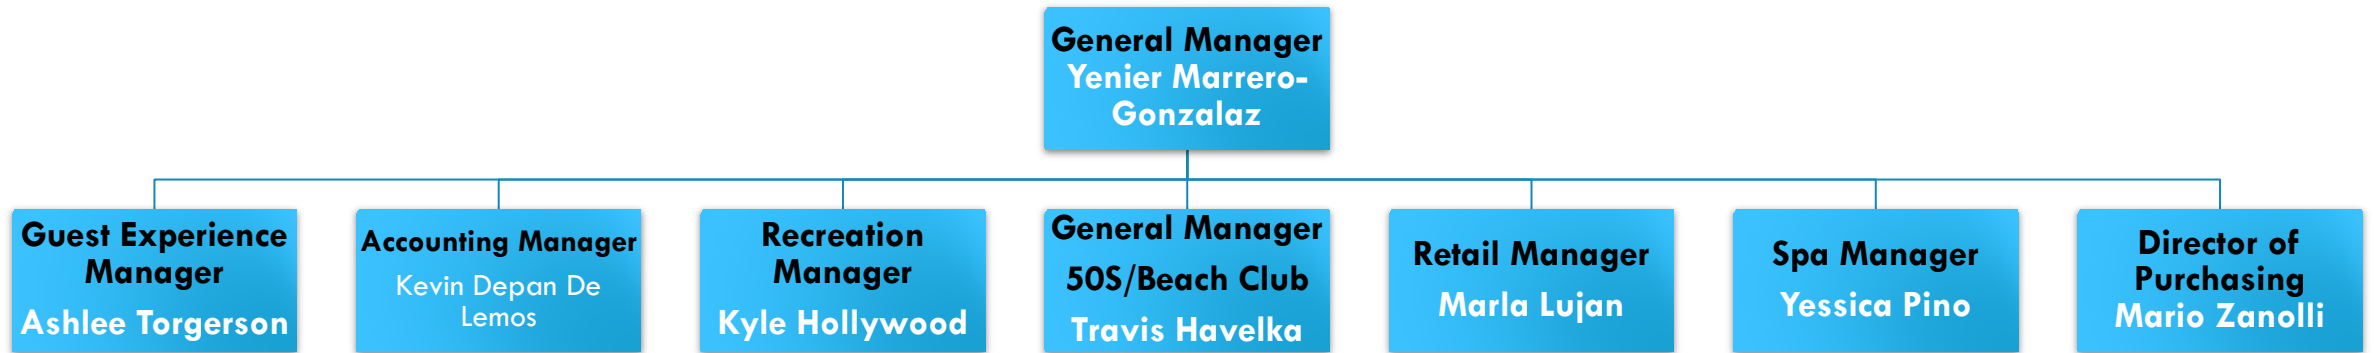 General Manager
Yenier Marrero-
Gonzalaz
Guest Experience
Manager
Ashlee Torgerson
Accounting Manager
Kevin Depan De
Lemos
Recreation
Manager
Kyle Hollywood
General Manager
50S/Beach Club
Travis Havelka
Retail Manager
Marla Lujan
Spa Manager
Yessica Pino
Director of
Purchasing
Mario Zanolli